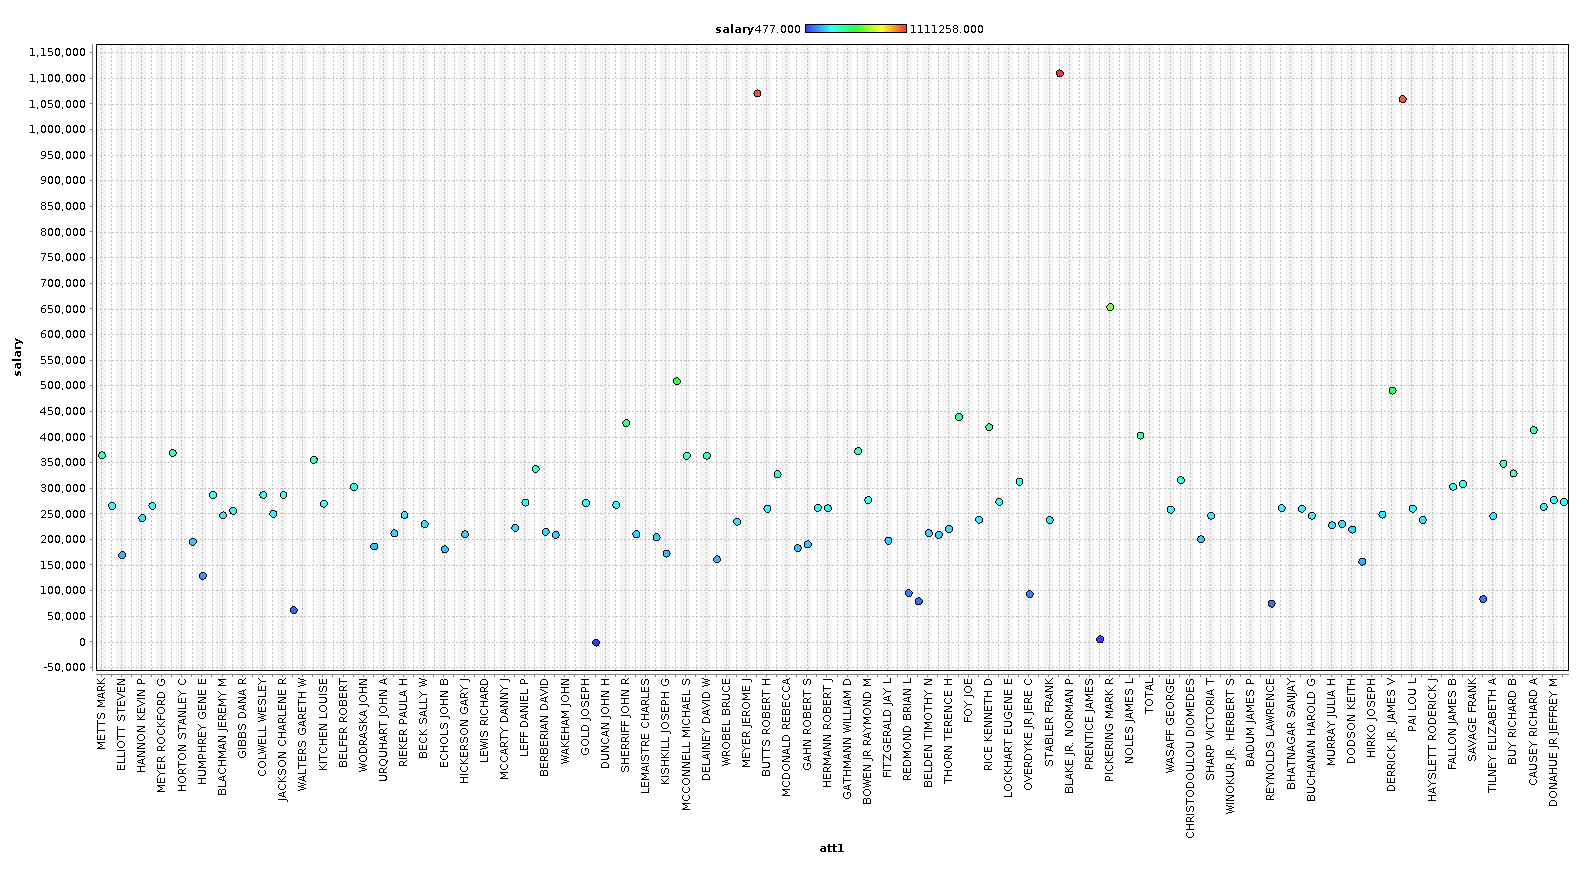 salary 477.000 1111258.000
1,150,000
1,100,000
1,050,000
1,000,000
950,000
900,000
850,000
800,000
750,000
700,000
650,000
600,000
550,000
500,000
450,000
400,000
350,000
300,000
250,000
200,000
150,000
100,000
50,000
0
-50,000
salary
METTS MARK
ELLIOTT STEVEN
HANNON KEVIN P
MEYER ROCKFORD G
HORTON STANLEY C
HUMPHREY GENE E
BLACHMAN JEREMY M
GIBBS DANA R
COLWELL WESLEY
JACKSON CHARLENE R
WALTERS GARETH W
KITCHEN LOUISE
BELFER ROBERT
WODRASKA JOHN
URQUHART JOHN A
RIEKER PAULA H
BECK SALLY W
ECHOLS JOHN B
HICKERSON GARY J
LEWIS RICHARD
MCCARTY DANNY J
LEFF DANIEL P
BERBERIAN DAVID
WAKEHAM JOHN
GOLD JOSEPH
DUNCAN JOHN H
SHERRIFF JOHN R
LEMAISTRE CHARLES
KISHKILL JOSEPH G
MCCONNELL MICHAEL S
DELAINEY DAVID W
WROBEL BRUCE
MEYER JEROME J
BUTTS ROBERT H
MCDONALD REBECCA
GAHN ROBERT S
HERMANN ROBERT J
GATHMANN WILLIAM D
BOWEN JR RAYMOND M
FITZGERALD JAY L
REDMOND BRIAN L
BELDEN TIMOTHY N
THORN TERENCE H
FOY JOE
RICE KENNETH D
LOCKHART EUGENE E
OVERDYKE JR JERE C
STABLER FRANK
BLAKE JR. NORMAN P
PRENTICE JAMES
PICKERING MARK R
NOLES JAMES L
TOTAL
WASAFF GEORGE
CHRISTODOULOU DIOMEDES
SHARP VICTORIA T
WINOKUR JR. HERBERT S
BADUM JAMES P
REYNOLDS LAWRENCE
BHATNAGAR SANJAY
BUCHANAN HAROLD G
MURRAY JULIA H
DODSON KEITH
HIRKO JOSEPH
DERRICK JR. JAMES V
PAI LOU L
HAYSLETT RODERICK J
FALLON JAMES B
SAVAGE FRANK
TILNEY ELIZABETH A
BUY RICHARD B
CAUSEY RICHARD A
DONAHUE JR JEFFREY M
att1